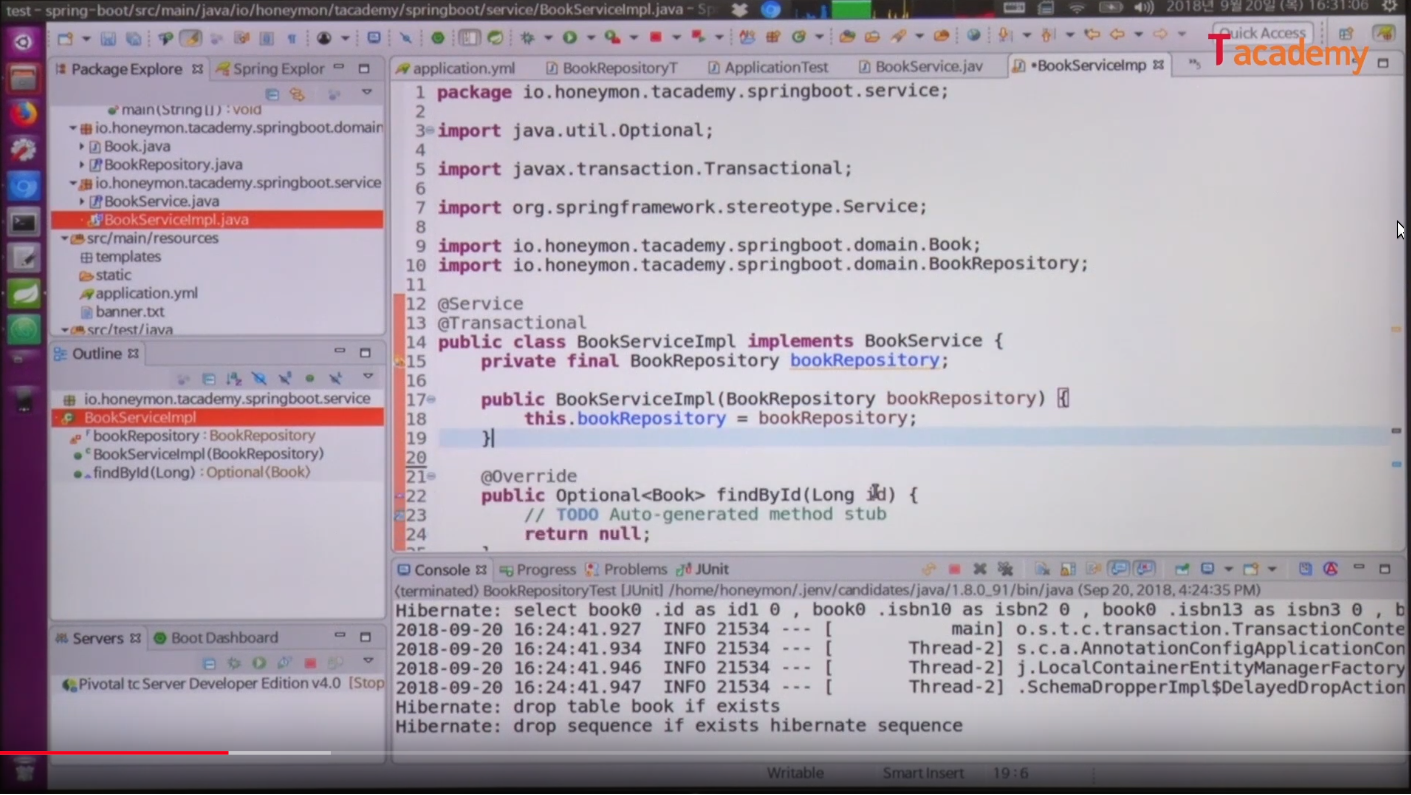 test - spring-boot/src/main/java/io/honeymon/tacademy/springboot/service/BookServiceImpl.java - Sp
2018년 9월20일 (목) 16:31:06
Quick Access
Tacademy
Package Explore
Spring Explor
main(String[]) : void
io.honeymon.tacademy.springboot.domain
Book.java
BookRepository.java
io.honeymon.tacademy.springboot.service
BookService.java
BookServiceImpl.java
src/main/resources
templates
static
application.yml
banner.txt
src/test/java
Outline
io.honeymon.tacademy.springboot.service
BookServiceImpl
bookRepository : BookRepository
BookServiceImpl(BookRepository)
findById(Long) : Optional<Book>
Servers
Boot Dashboard
Pivotal tc Server Developer Edition v4.0 [Stop
application.yml
BookRepositoryT
ApplicationTest
BookService.jav
*BookServiceImp
1 package io.honeymon.tacademy.springboot.service;
2
3 import java.util.Optional;
4
5 import javax.transaction.Transactional;
6
7 import org.springframework.stereotype.Service;
8
9 import io.honeymon.tacademy.springboot.domain.Book;
10 import io.honeymon.tacademy.springboot.domain.BookRepository;
11
12 @Service
13 @Transactional
14 public class BookServiceImpl implements BookService {
15 private final BookRepository bookRepository;
16
17 public BookServiceImpl(BookRepository bookRepository) {
18 this.bookRepository = bookRepository;
19 }
20
21 @Override
22 public Optional<Book> findById(Long id) {
23 // TODO Auto-generated method stub
24 return null;
Console
Progress
Problems
JUnit
(terminated) BookRepositoryTest [JUnit] /home/honeymon/.jenv/candidates/java/1.8.0_91/bin/java (Sep 20, 2018, 4:24:35 PM)
Hibernate: select book0 .id as id1 0 , book0 .isbn10 as isbn2 0 , book0 .isbn13 as isbn3 0 , b
2018-09-20 16:24:41.927 INFO 21534 --- [ main] o.s.t.c.transaction.TransactionConte
2018-09-20 16:24:41.934 INFO 21534 --- [ Thread-2] s.c.a.AnnotationConfigApplicationCon
2018-09-20 16:24:41.946 INFO 21534 --- [ Thread-2] j.LocalContainerEntityManagerFactory
2018-09-20 16:24:41.947 INFO 21534 --- [ Thread-2] .SchemaDropperImpl$DelayedDropAction
Hibernate: drop table book if exists
Hibernate: drop sequence if exists hibernate sequence
Writable
Smart Insert
19:6